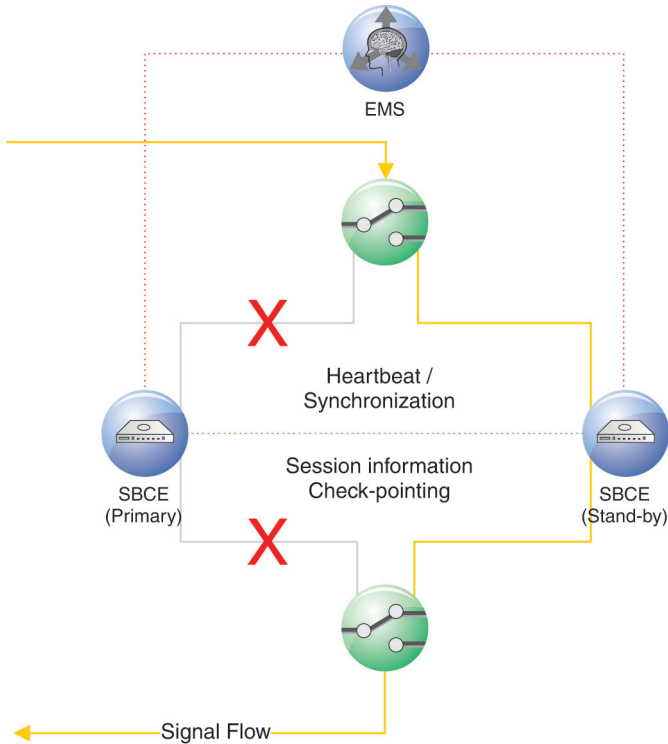 EMS
X
Heartbeat /
Synchronization
Session information
Check-pointing
SBCE
(Primary)
SBCE
(Stand-by)
X
Signal Flow